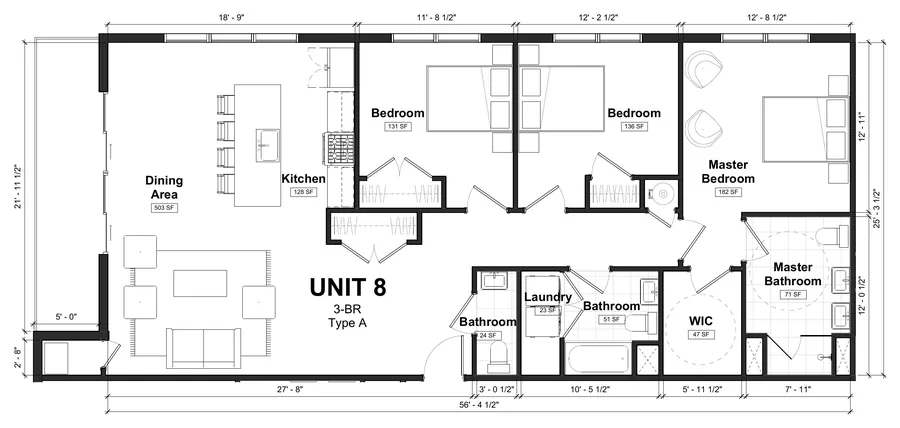 18' - 9"
11' - 8 1/2"
12' - 2 1/2"
12' - 8 1/2"
Bedroom
131 SF
Bedroom
136 SF
12' - 11"
Master
Bedroom
182 SF
Dining
Area
503 SF
Kitchen
128 SF
21' - 11 1/2"
25' - 3 1/2"
UNIT 8
3-BR
Type A
Master
Bathroom
71 SF
12' - 0 1/2"
Laundry
23 SF
Bathroom
51 SF
Bathroom
24 SF
WIC
47 SF
5' - 0"
2' - 8"
27' - 8"
3' - 0 1/2"
10' - 5 1/2"
5' - 11 1/2"
7' - 11"
56' - 4 1/2"